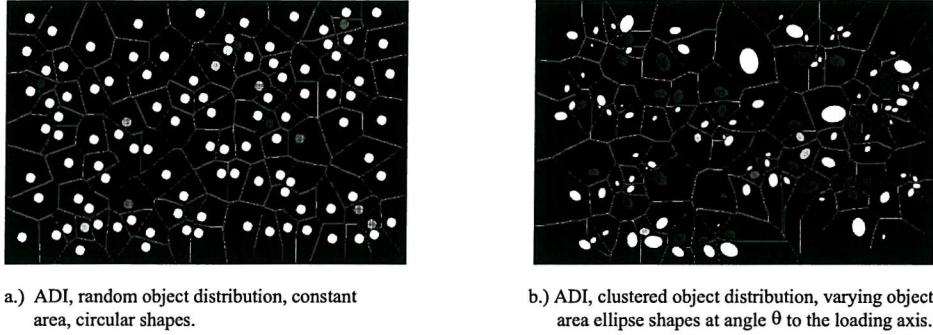 a.) ADI, random object distribution, constant
area, circular shapes.
b.) ADI, clustered object distribution, varying object
area ellipse shapes at angle θ to the loading axis.